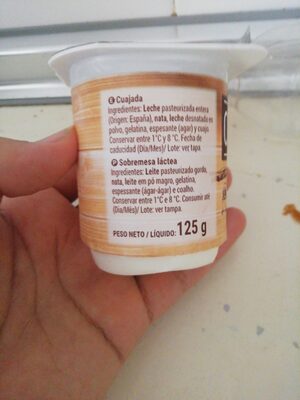 E Cuajada
Ingredientes: Leche pasteurizada entera
(Origen: España), nata, leche desnatada en
polvo, gelatina, espesante (agar) y cuajo.
Conservar entre 1°C y 8 °C. Fecha de
caducidad (Día/Mes)/ Lote: ver tapa.
P Sobremesa láctea
Ingredientes: Leite pasteurizado gordo,
nata, leite em pó magro, gelatina,
espessante (ágar-ágar) e coalho.
Conservar entre 1°C e 8 °C. Consumir até
(Dia/Mês)/ Lote: ver tampa.
PESO NETO / LÍQUIDO: 125 g